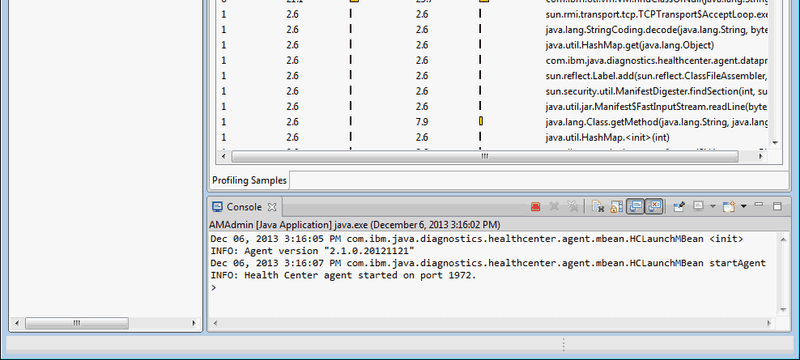 1 2.6 2.6 sun.rmi.transport.tcp.TCPTransport$AcceptLoop.exe
1 2.6 2.6 java.lang.StringCoding.decode(java.lang.String, byte
1 2.6 2.6 java.util.HashMap.get(java.lang.Object)
1 2.6 2.6 com.ibm.java.diagnostics.healthcenter.agent.datapr
1 2.6 2.6 sun.reflect.Label.add(sun.reflect.ClassFileAssembler,
1 2.6 2.6 sun.security.util.ManifestDigester.findSection(int, su
1 2.6 2.6 java.util.jar.Manifest$FastInputStream.readLine(byte
1 2.6 7.9 java.lang.Class.getMethod(java.lang.String, java.lang
1 2.6 2.6 java.util.HashMap.<init>(int)
Profiling Samples
Console
AMAdmin [Java Application] java.exe (December 6, 2013 3:16:02 PM)
Dec 06, 2013 3:16:05 PM com.ibm.java.diagnostics.healthcenter.agent.mbean.HCLaunchMBean <init>
INFO: Agent version "2.1.0.20121121"
Dec 06, 2013 3:16:07 PM com.ibm.java.diagnostics.healthcenter.agent.mbean.HCLaunchMBean startAgent
INFO: Health Center agent started on port 1972.
>